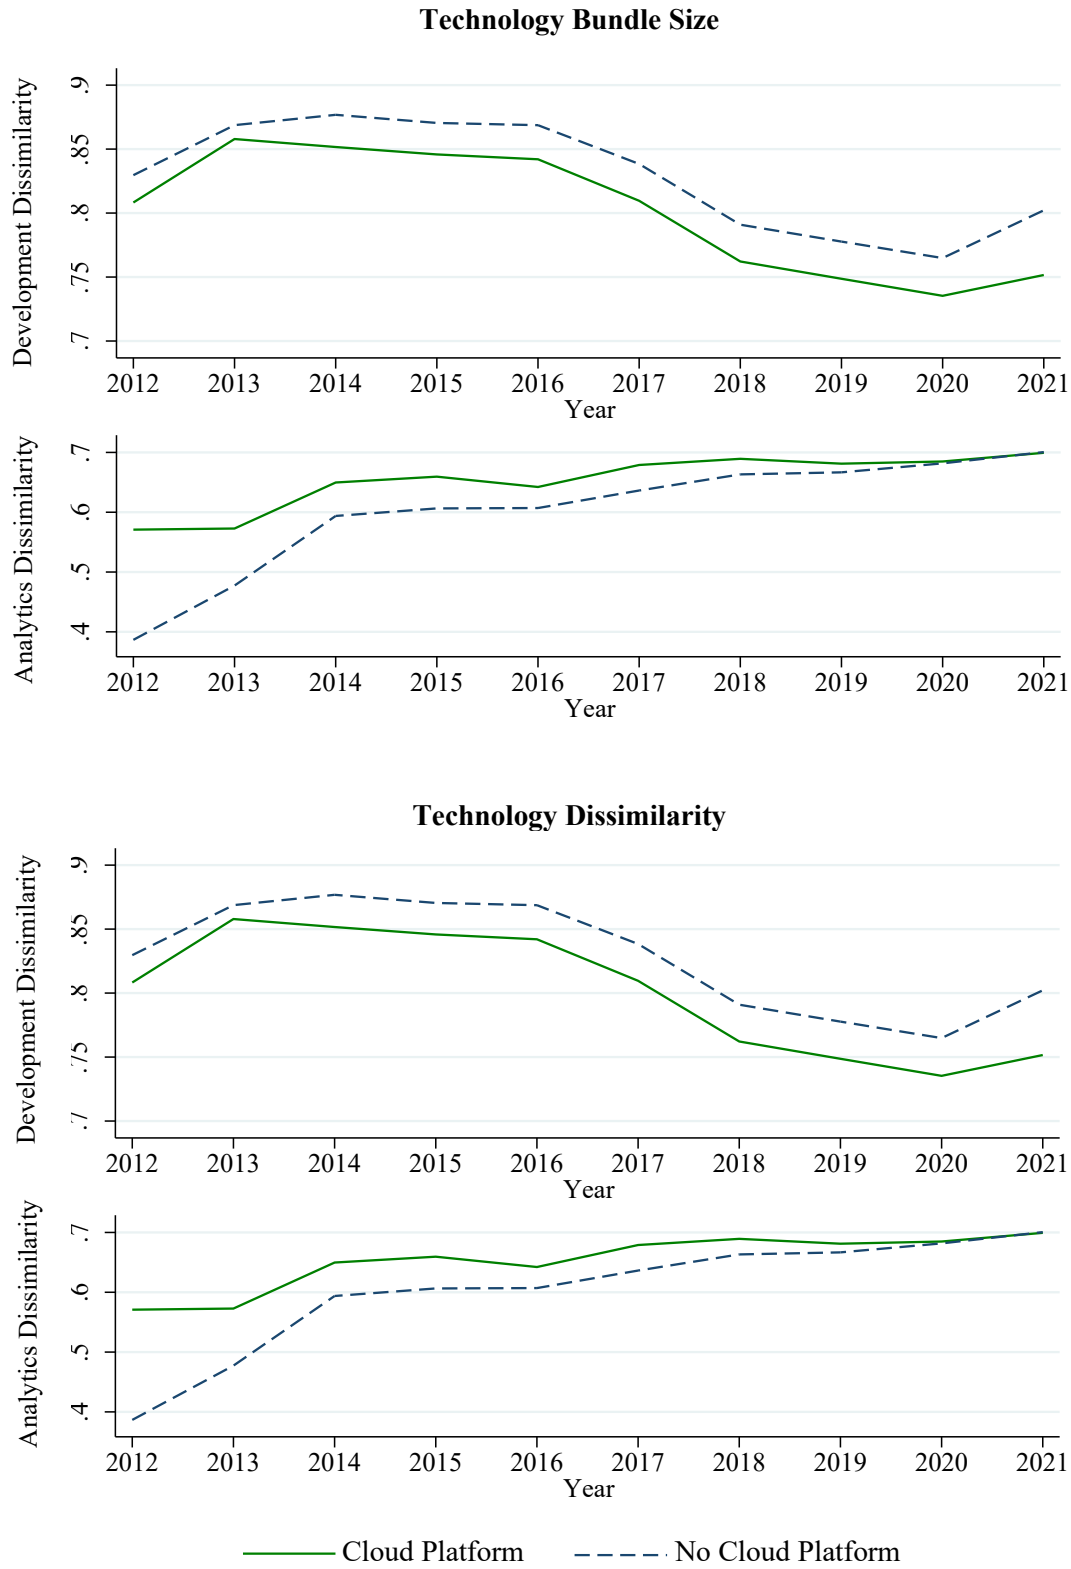 Technology Bundle Size
Development Dissimilarity
.9
.85
.8
.75
.7
2012 2013 2014 2015 2016 2017 2018 2019 2020 2021
Year
Analytics Dissimilarity
.7
.6
.5
.4
2012 2013 2014 2015 2016 2017 2018 2019 2020 2021
Year
Technology Dissimilarity
Development Dissimilarity
.9
.85
.8
.75
.7
2012 2013 2014 2015 2016 2017 2018 2019 2020 2021
Year
Analytics Dissimilarity
.7
.6
.5
.4
2012 2013 2014 2015 2016 2017 2018 2019 2020 2021
Year
Cloud Platform No Cloud Platform